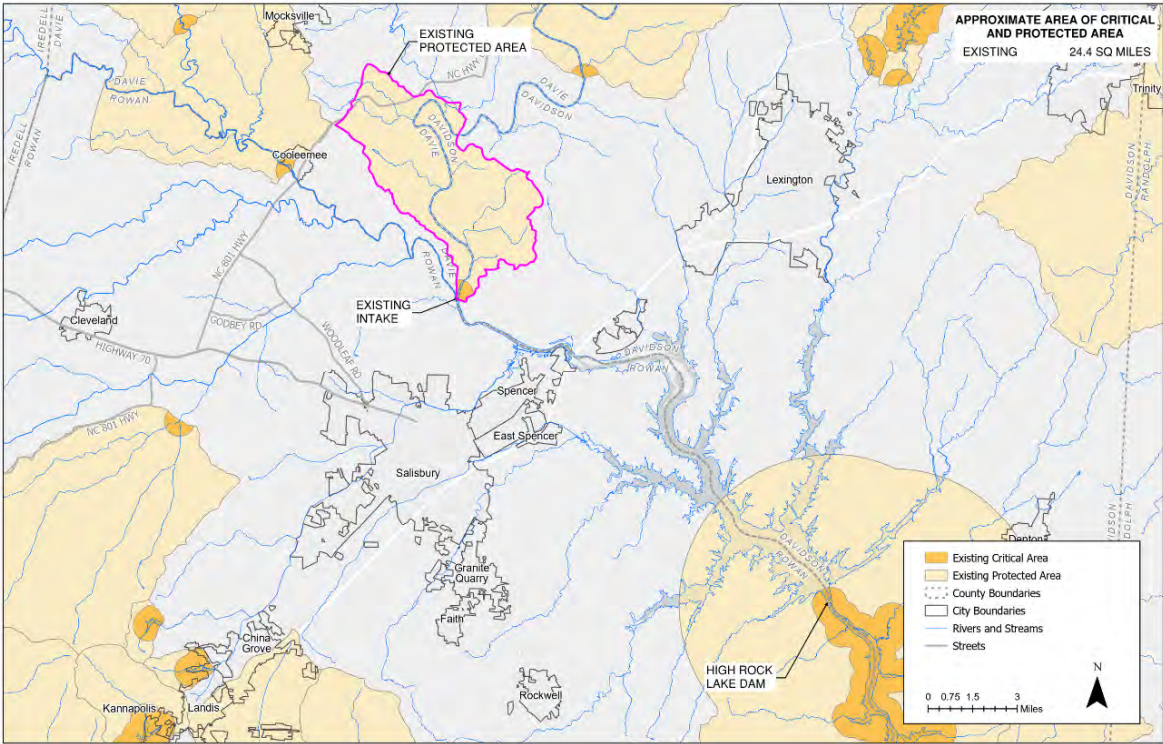 APPROXIMATE AREA OF CRITICAL
AND PROTECTED AREA
EXISTING 24.4 SQ MILES
Mocksville
IREDELL
DAVIE
EXISTING
PROTECTED AREA
NC HWY
DAVIE
DAVIDSON
DAVIE
ROWAN
Trinity
IREDELL
ROWAN
DAVIDSON
DAVIE
Cooleemee
Lexington
DAVIDSON
RANDOLPH
NC 801 HWY
DAVIE
ROWAN
EXISTING
INTAKE
Cleveland
GODBEY RD
WOODLEAF RD
HIGHWAY 70
DAVIDSON
ROWAN
Spencer
NC 801 HWY
East Spencer
Salisbury
DAVIDSON
ROWAN
Denton
Granite
Quarry
Faith
China
Grove
HIGH ROCK
LAKE DAM
Rockwell
Kannapolis
Landis
Existing Critical Area
Existing Protected Area
County Boundaries
City Boundaries
Rivers and Streams
Streets
N
0 0.75 1.5 3
Miles